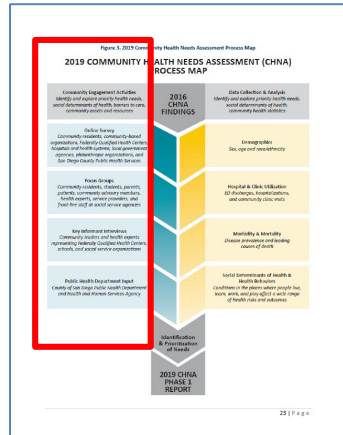 Figure 3. 2019 Community Health Needs Assessment Process Map
2019 COMMUNITY HEALTH NEEDS ASSESSMENT (CHNA)
PROCESS MAP
Community Engagement Activities
Identify and explore priority health needs,
social determinants of health, barriers to care,
community assets and resources
2016
CHNA
FINDINGS
Data Collection & Analysis
Identify and explore priority health needs,
social determinants of health,
community health statistics
Online Survey
Community residents, community-based
organizations, Federally Qualified Health Centers,
hospitals and health systems, local government
agencies, philanthropic organizations, and
San Diego County Public Health Services
Demographics
Sex, age and race/ethnicity
Focus Groups
Community residents, students, parents,
patients, community advisory members,
health experts, service providers, and
front-line staff at social service agencies
Hospital & Clinic Utilization
ED discharges, hospitalizations,
and community clinic visits
Key Informant Interviews
Community leaders and health experts
representing Federally Qualified Health Centers,
schools, and social service organizations
Morbidity & Mortality
Disease prevalence and leading
causes of death
Public Health Department Input
County of San Diego Public Health Department
and Health and Human Services Agency
Social Determinants of Health &
Health Behaviors
Conditions in the places where people live,
learn, work, and play affect a wide range
of health risks and outcomes
Identification
& Prioritization
of Needs
2019 CHNA
PHASE 1
REPORT
23 | Page